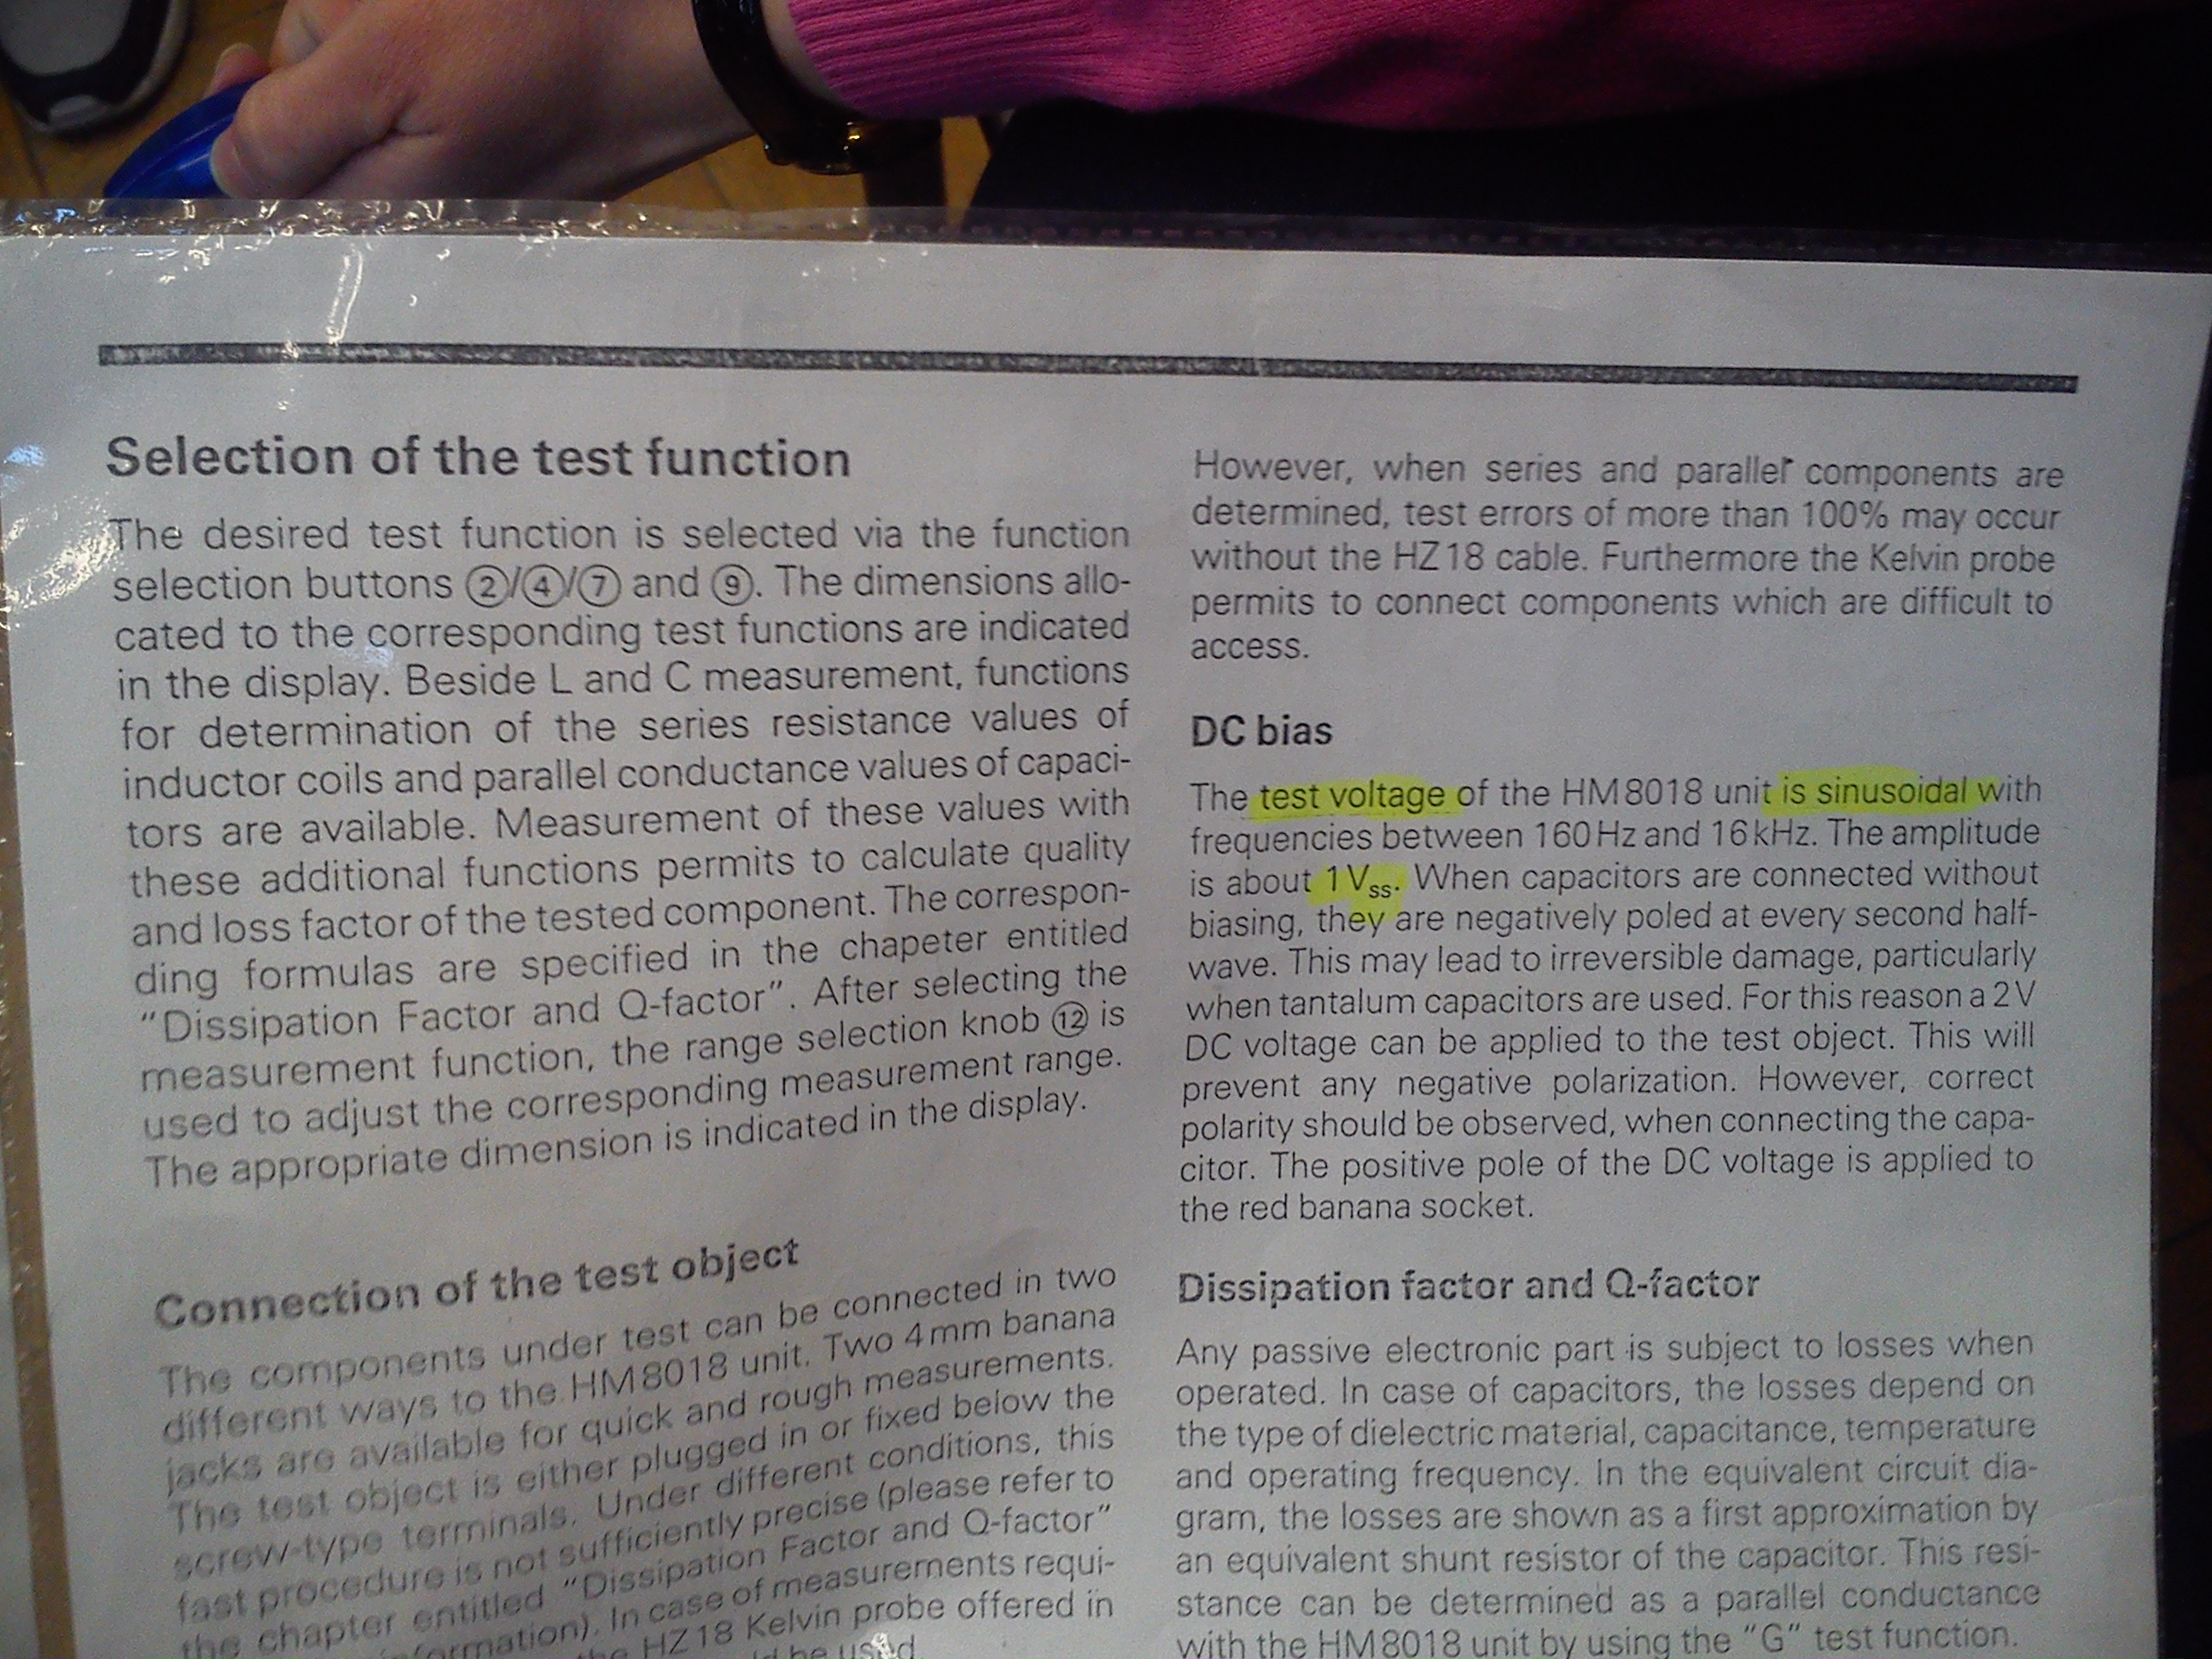 Selection of the test function
The desired test function is selected via the function
selection buttons ②/④/⑦ and ⑨. The dimensions allo-
cated to the corresponding test functions are indicated
in the display. Beside L and C measurement, functions
for determination of the series resistance values of
inductor coils and parallel conductance values of capaci-
tors are available. Measurement of these values with
these additional functions permits to calculate quality
and loss factor of the tested component. The correspon-
ding formulas are specified in the chapeter entitled
"Dissipation Factor and Q-factor". After selecting the
measurement function, the range selection knob ⑫ is
used to adjust the corresponding measurement range.
The appropriate dimension is indicated in the display.
Connection of the test object
The components under test can be connected in two
different ways to the HM8018 unit. Two 4mm banana
jacks are available for quick and rough measurements.
The test object is either plugged in or fixed below the
screw-type terminals. Under different conditions, this
fast procedure is not sufficiently precise (please refer to
the chapter entitled "Dissipation Factor and Q-factor"
information). In case of measurements requi-
HZ18 Kelvin probe offered in
be used
However, when series and parallel components are
determined, test errors of more than 100% may occur
without the HZ18 cable. Furthermore the Kelvin probe
permits to connect components which are difficult to
access.
DC bias
The test voltage of the HM8018 unit is sinusoidal with
frequencies between 160Hz and 16kHz. The amplitude
is about 1Vss. When capacitors are connected without
biasing, they are negatively poled at every second half-
wave. This may lead to irreversible damage, particularly
when tantalum capacitors are used. For this reason a 2V
DC voltage can be applied to the test object. This will
prevent any negative polarization. However, correct
polarity should be observed, when connecting the capa-
citor. The positive pole of the DC voltage is applied to
the red banana socket.
Dissipation factor and Q-factor
Any passive electronic part is subject to losses when
operated. In case of capacitors, the losses depend on
the type of dielectric material, capacitance, temperature
and operating frequency. In the equivalent circuit dia-
gram, the losses are shown as a first approximation by
an equivalent shunt resistor of the capacitor. This resi-
stance can be determined as a parallel conductance
with the HM8018 unit by using the "G" test function.